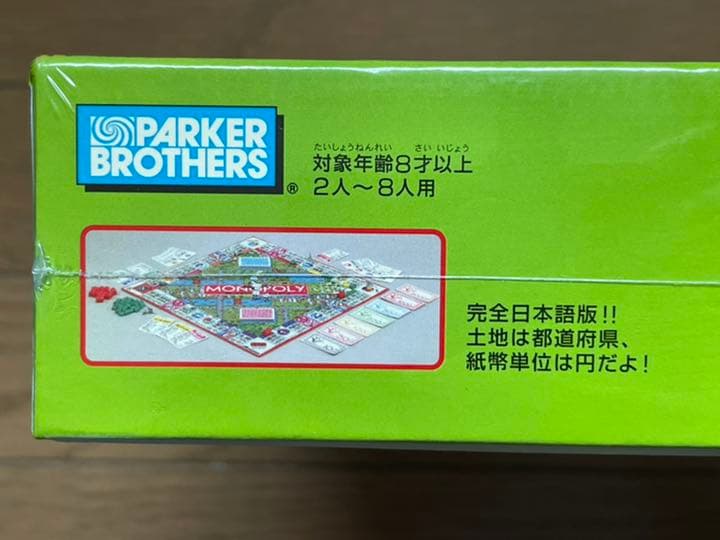 PARKER
BROTHERS
®
たいしょうねんれい さい いじょう
対象年齢8才以上
2人～8人用
MONOPOLY
完全日本語版!!
土地は都道府県、
紙幣単位は円だよ!